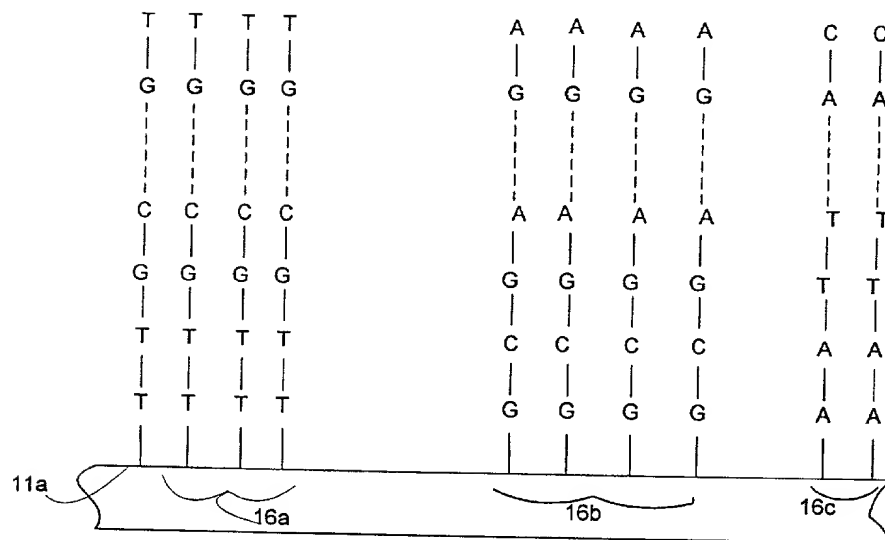 T T T T A A A A C C
G G G G G G G G A A
C C C C A A A A T T
G G G G G G G G T T
T T T T C C C C A A
T T T T G G G G A A
11a 16a 16b 16c